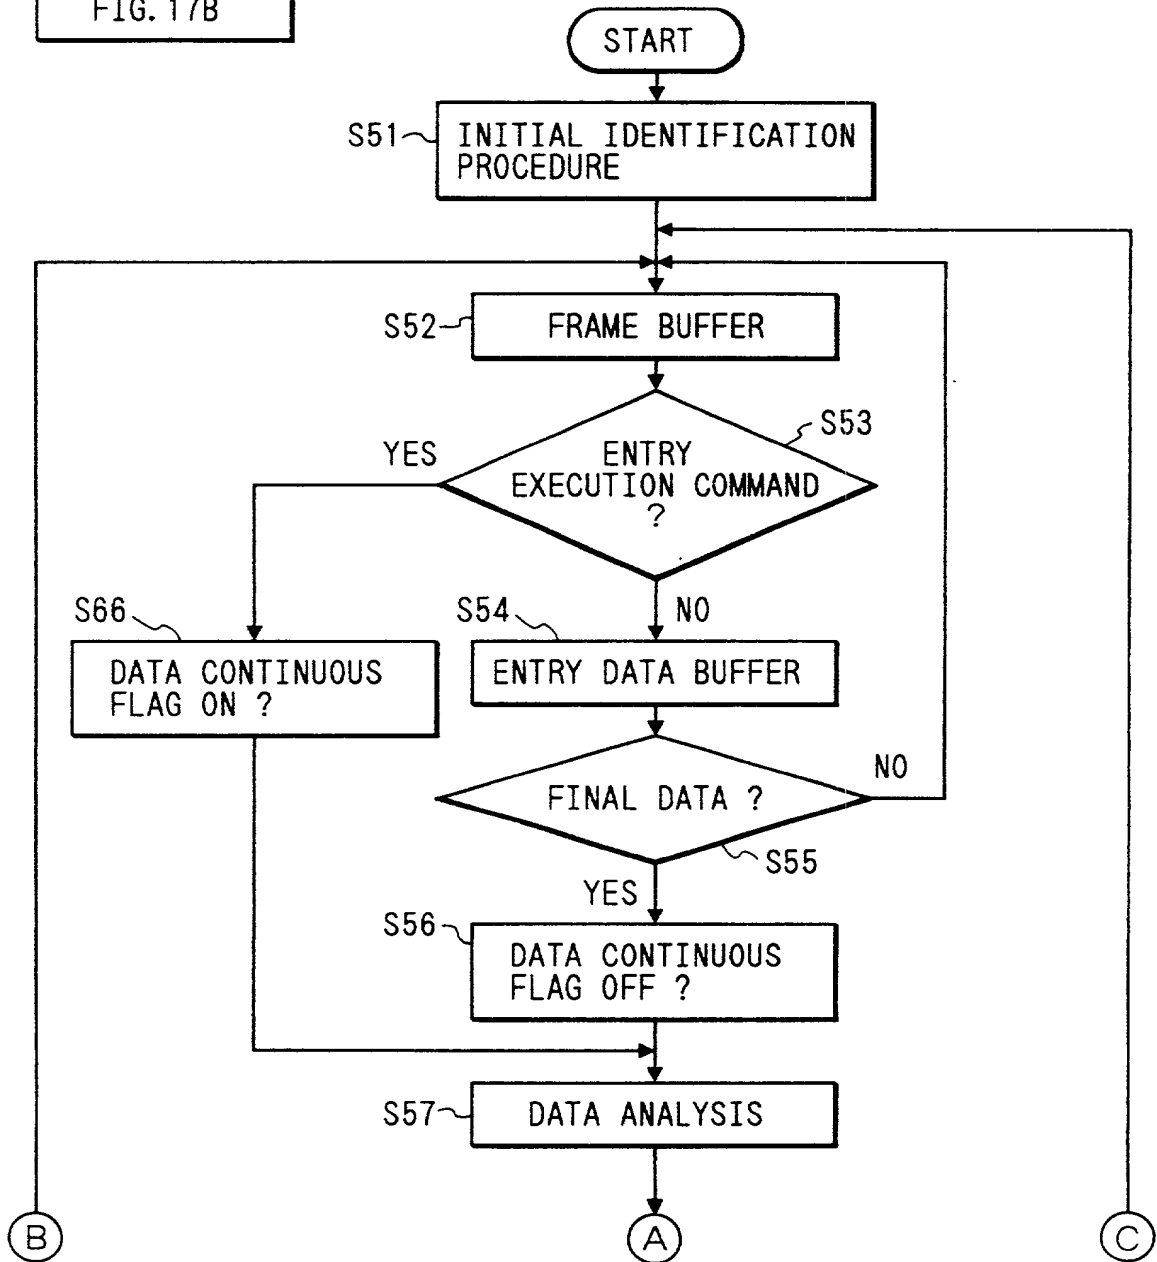 FIG. 17B
START
S51
INITIAL IDENTIFICATION
PROCEDURE
S52
FRAME BUFFER
S53
YES
ENTRY
EXECUTION COMMAND
?
S66
S54
NO
DATA CONTINUOUS
FLAG ON ?
ENTRY DATA BUFFER
NO
FINAL DATA ?
S55
YES
S56
DATA CONTINUOUS
FLAG OFF ?
S57
DATA ANALYSIS
B
A
C